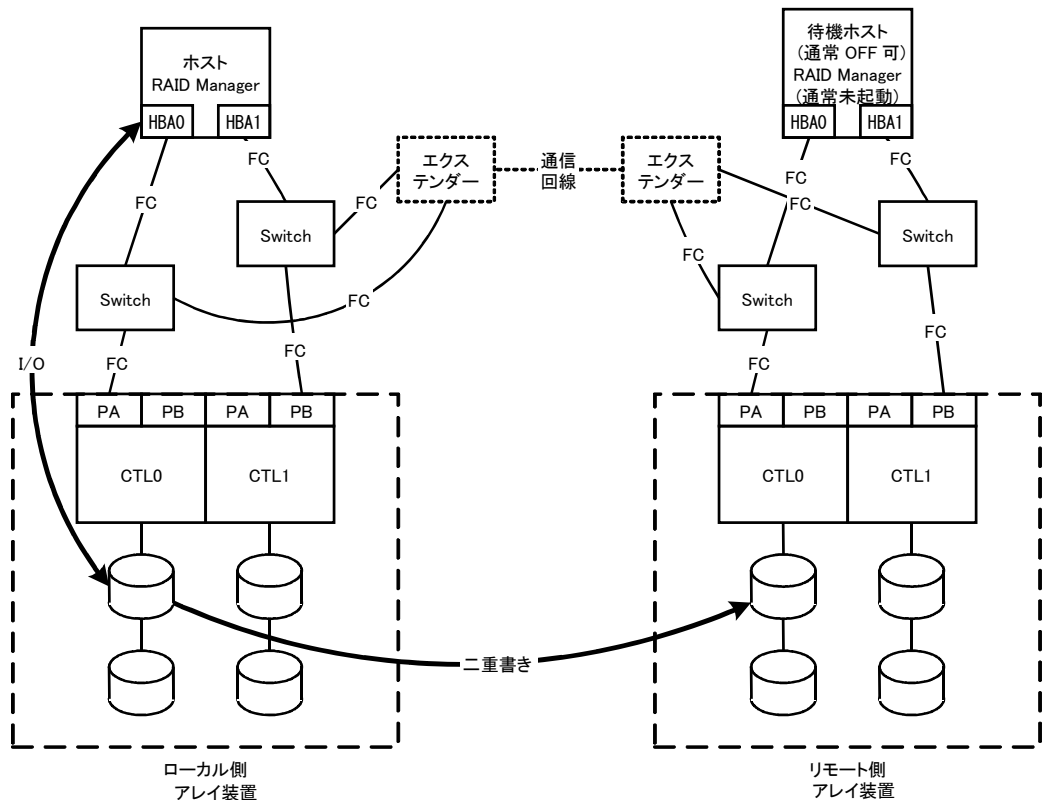 ホスト
RAID Manager
HBA0
HBA1
待機ホスト
(通常 OFF 可)
RAID Manager
(通常未起動)
HBA0
HBA1
エクス
テンダー
通信
回線
エクス
テンダー
FC
FC
FC
FC
FC
FC
FC
Switch
Switch
Switch
Switch
FC
FC
FC
FC
FC
I/O
PA
PB
PA
PB
CTL0
CTL1
PA
PB
PA
PB
CTL0
CTL1
二重書き
ローカル側
アレイ装置
リモート側
アレイ装置